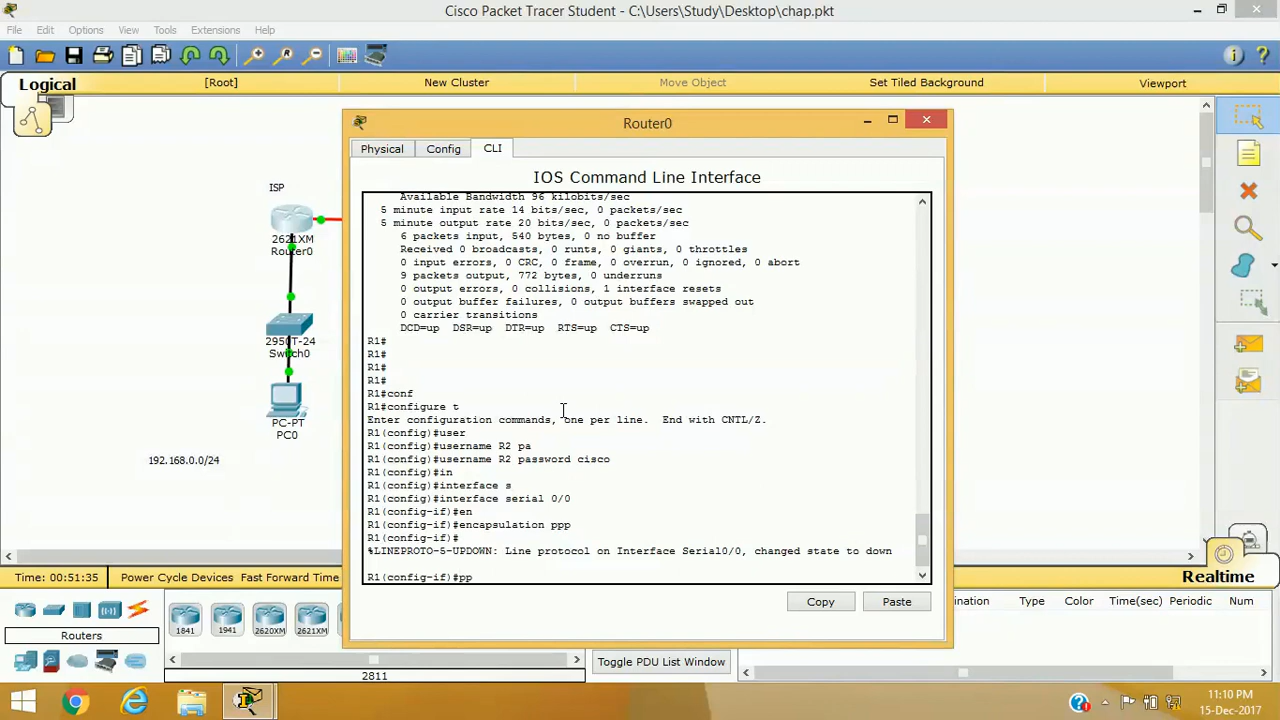 Cisco Packet Tracer Student - C:\Users\Study\Desktop\chap.pkt
File Edit Options View Tools Extensions Help
Logical [Root] New Cluster Move Object Set Tiled Background Viewport
ISP
2621XM
Router0
2950T-24
Switch0
PC-PT
PC0
192.168.0.0/24
Router0
Physical Config CLI
IOS Command Line Interface
Available Bandwidth 96 kilobits/sec
5 minute input rate 14 bits/sec, 0 packets/sec
5 minute output rate 20 bits/sec, 0 packets/sec
6 packets input, 540 bytes, 0 no buffer
Received 0 broadcasts, 0 runts, 0 giants, 0 throttles
0 input errors, 0 CRC, 0 frame, 0 overrun, 0 ignored, 0 abort
9 packets output, 772 bytes, 0 underruns
0 output errors, 0 collisions, 1 interface resets
0 output buffer failures, 0 output buffers swapped out
0 carrier transitions
DCD=up DSR=up DTR=up RTS=up CTS=up
R1#
R1#
R1#
R1#
R1#conf
R1#configure t
Enter configuration commands, one per line. End with CNTL/Z.
R1(config)#user
R1(config)#username R2 pa
R1(config)#username R2 password cisco
R1(config)#in
R1(config)#interface s
R1(config)#interface serial 0/0
R1(config-if)#en
R1(config-if)#encapsulation ppp
R1(config-if)#
%LINEPROTO-5-UPDOWN: Line protocol on Interface Serial0/0, changed state to down
R1(config-if)#pp
Copy Paste
Time: 00:51:35 Power Cycle Devices Fast Forward Time
Realtime
Routers
1841 1941 2620XM 2621XM
2811
Toggle PDU List Window
ination Type Color Time(sec) Periodic Num
11:10 PM
15-Dec-2017